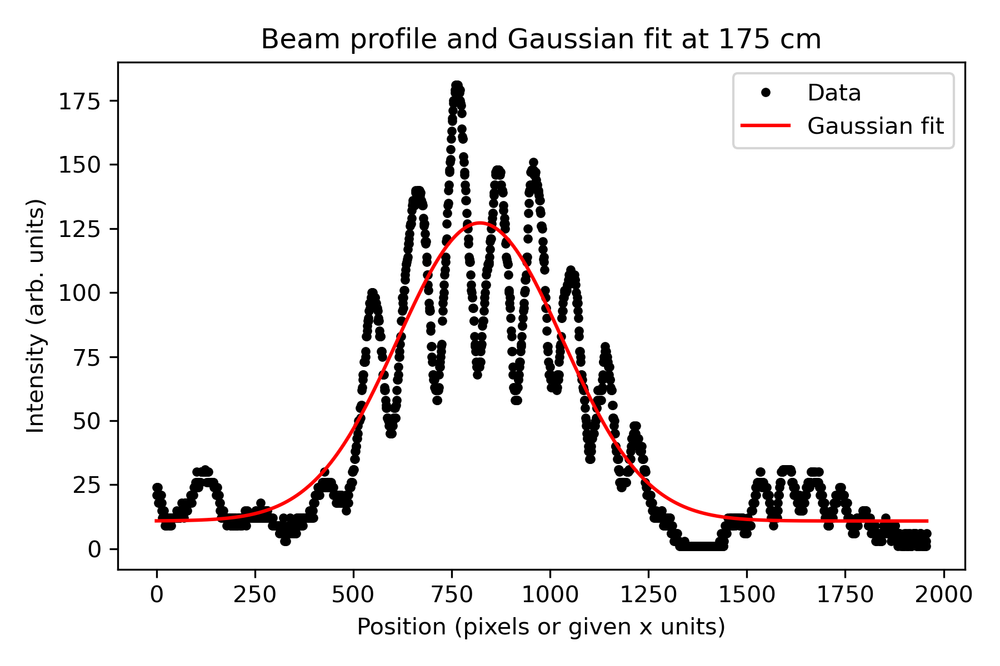 Beam profile and Gaussian fit at 175 cm
Data
Gaussian fit
Intensity (arb. units)
175
150
125
100
75
50
25
0
0 250 500 750 1000 1250 1500 1750 2000
Position (pixels or given x units)